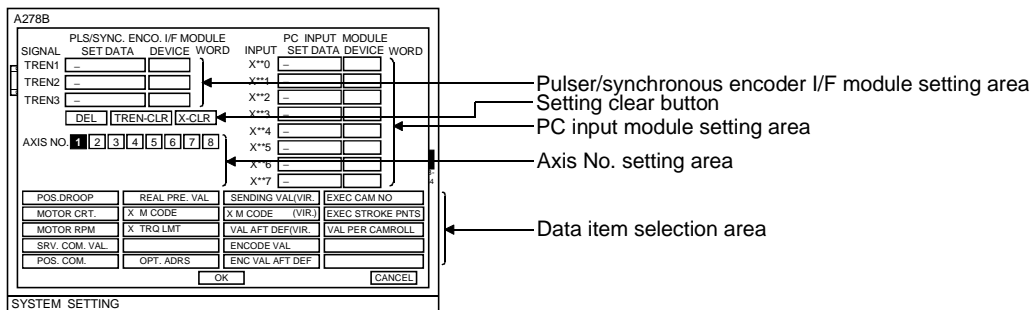 A278B
PLS/SYNC. ENCO. I/F MODULE PC INPUT MODULE
SIGNAL SET DATA DEVICE WORD INPUT SET DATA DEVICE WORD
TREN1 – X**0 –
TREN2 – X**1 –
TREN3 – X**2 –
DEL TREN-CLR X-CLR X**3 –
X**4 –
AXIS NO. 1 2 3 4 5 6 7 8 X**5 –
X**6 –
X**7 – 4
POS.DROOP REAL PRE. VAL SENDING VAL(VIR. EXEC CAM NO
MOTOR CRT. X M CODE X M CODE (VIR.) EXEC STROKE PNTS
MOTOR RPM X TRQ LMT VAL AFT DEF(VIR. VAL PER CAMROLL
SRV. COM. VAL. ENCODE VAL
POS. COM. OPT. ADRS ENC VAL AFT DEF
OK CANCEL
SYSTEM SETTING
Pulser/synchronous encoder I/F module setting area
Setting clear button
PC input module setting area
Axis No. setting area
Data item selection area